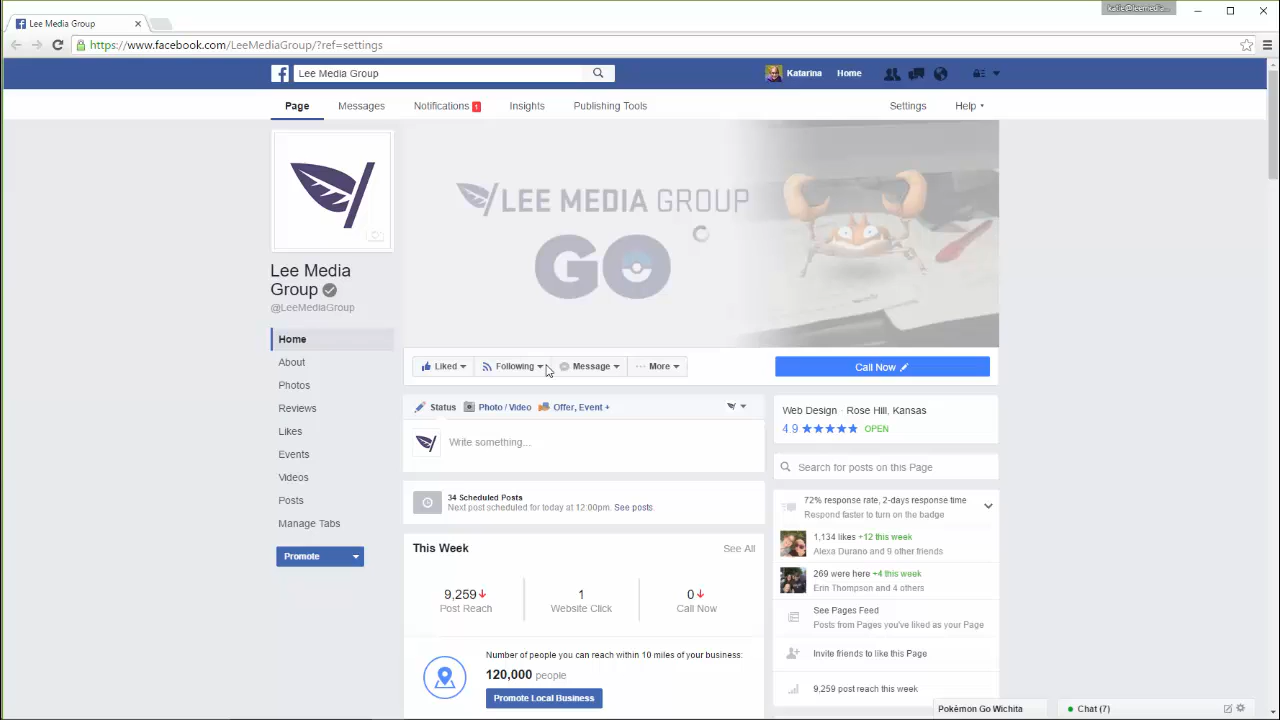 Lee Media Group
https://www.facebook.com/LeeMediaGroup/?ref=settings
Lee Media Group
Katarina
Home
Page
Messages
Notifications 1
Insights
Publishing Tools
Settings
Help
LEE MEDIA GROUP
GO
Lee Media
Group
@LeeMediaGroup
Home
About
Photos
Reviews
Likes
Events
Videos
Posts
Manage Tabs
Promote
Liked
Following
Message
More
Call Now
Status
Photo / Video
Offer, Event +
Write something...
34 Scheduled Posts
Next post scheduled for today at 12:00pm. See posts.
This Week
See All
9,259
Post Reach
1
Website Click
0
Call Now
Number of people you can reach within 10 miles of your business:
120,000 people
Promote Local Business
Web Design · Rose Hill, Kansas
4.9 ★★★★★ OPEN
Search for posts on this Page
72% response rate, 2-days response time
Respond faster to turn on the badge
1,134 likes +12 this week
Alexa Durano and 9 other friends
269 were here +4 this week
Erin Thompson and 4 others
See Pages Feed
Posts from Pages you've liked as your Page
Invite friends to like this Page
9,259 post reach this week
Pokémon Go Wichita
Chat (7)